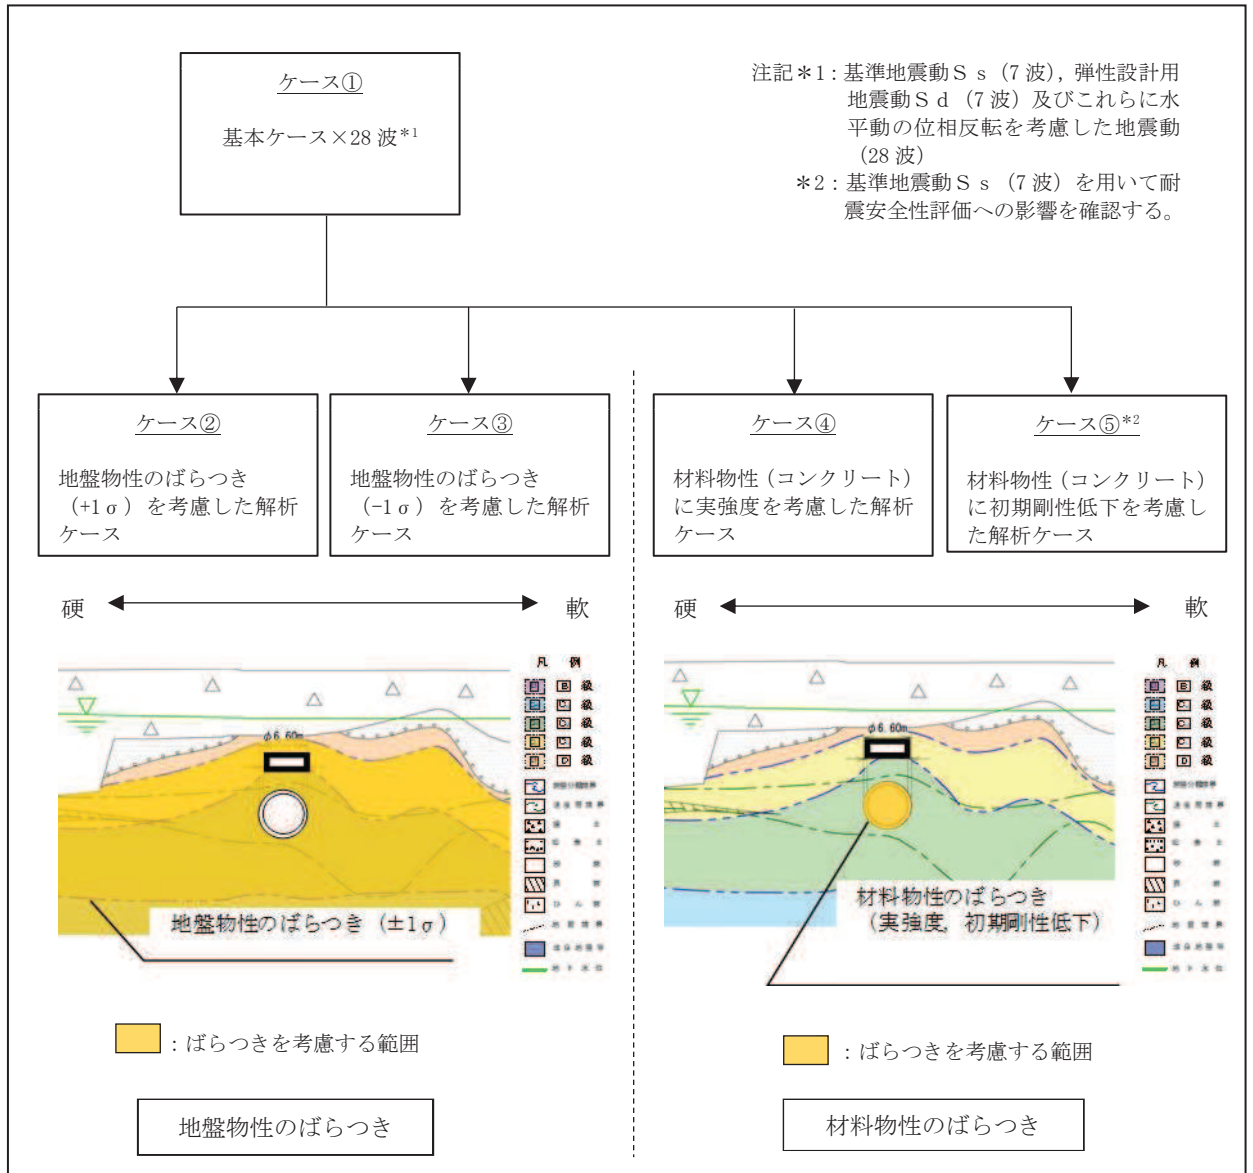 ケース①
基本ケース×28 波*1
注記*1：基準地震動Ｓｓ（7 波），弾性設計用
地震動Ｓｄ（7 波）及びこれらに水
平動の位相反転を考慮した地震動
（28 波）
*2：基準地震動Ｓｓ（7 波）を用いて耐
震安全性評価への影響を確認する。
ケース②
地盤物性のばらつき
（+1σ）を考慮した解析
ケース
ケース③
地盤物性のばらつき
（-1σ）を考慮した解析
ケース
ケース④
材料物性（コンクリート）
に実強度を考慮した解析
ケース
ケース⑤*2
材料物性（コンクリート）
に初期剛性低下を考慮し
た解析ケース
硬
軟
硬
軟
凡 例
B 級
級
級
級
D 級
φ6.60m
地盤物性のばらつき（±1σ）
凡 例
B 級
級
級
級
D 級
φ6.60m
材料物性のばらつき
（実強度，初期剛性低下）
：ばらつきを考慮する範囲
：ばらつきを考慮する範囲
地盤物性のばらつき
材料物性のばらつき